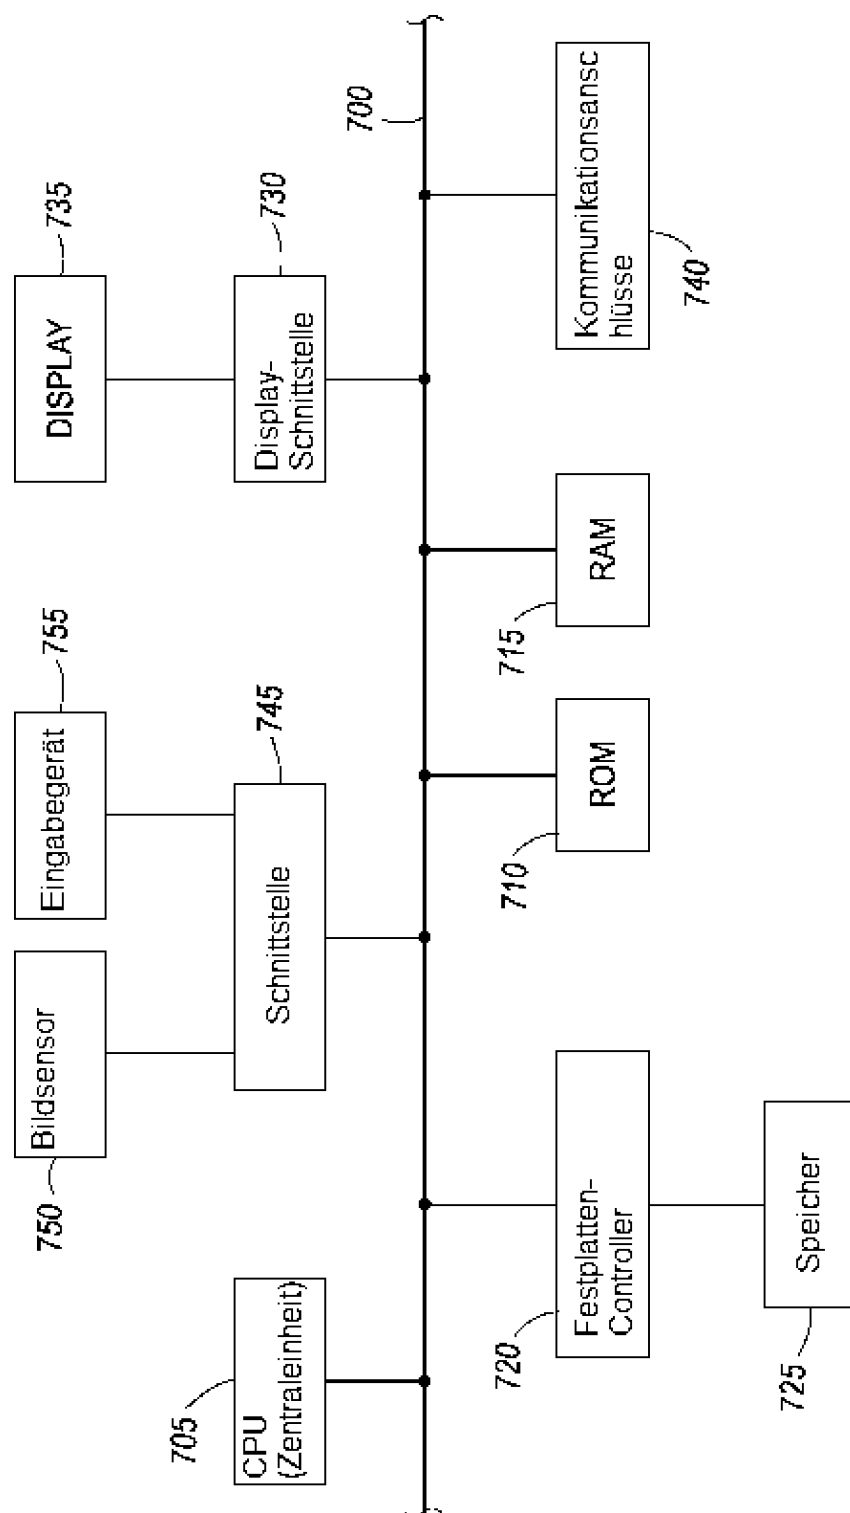 750
Bildsensor
Eingabegerät
755
DISPLAY
735
705
CPU
(Zentraleinheit)
Schnittstelle
745
Display-
Schnittstelle
730
700
720
Festplatten-
Controller
710
ROM
715
RAM
Kommunikationsansc
hlüsse
740
725
Speicher